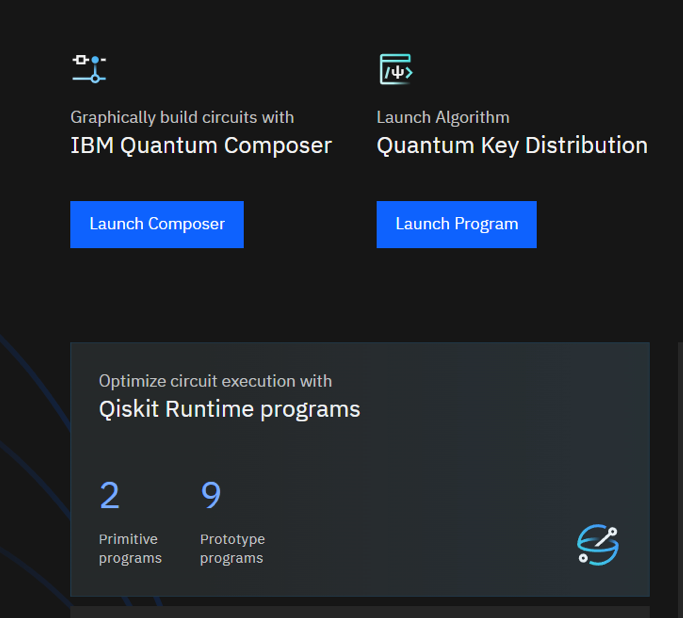 Graphically build circuits with
IBM Quantum Composer
Launch Composer
Launch Algorithm
Quantum Key Distribution
Launch Program
Optimize circuit execution with
Qiskit Runtime programs
2
Primitive
programs
9
Prototype
programs